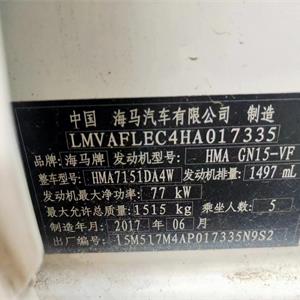 中国 海马汽车有限公司 制造
LMVAFLEC4HA017335
品牌:海马牌 发动机型号: HMA GN15-VF
整车型号: HMA7151DA4W 发动机排量: 1497 mL
发动机最大净功率: 77 kW
最大允许总质量: 1515 kg 乘坐人数: 5
制造年月: 2017 年 06 月
出厂编号: 15M517M4AP017335N9S2